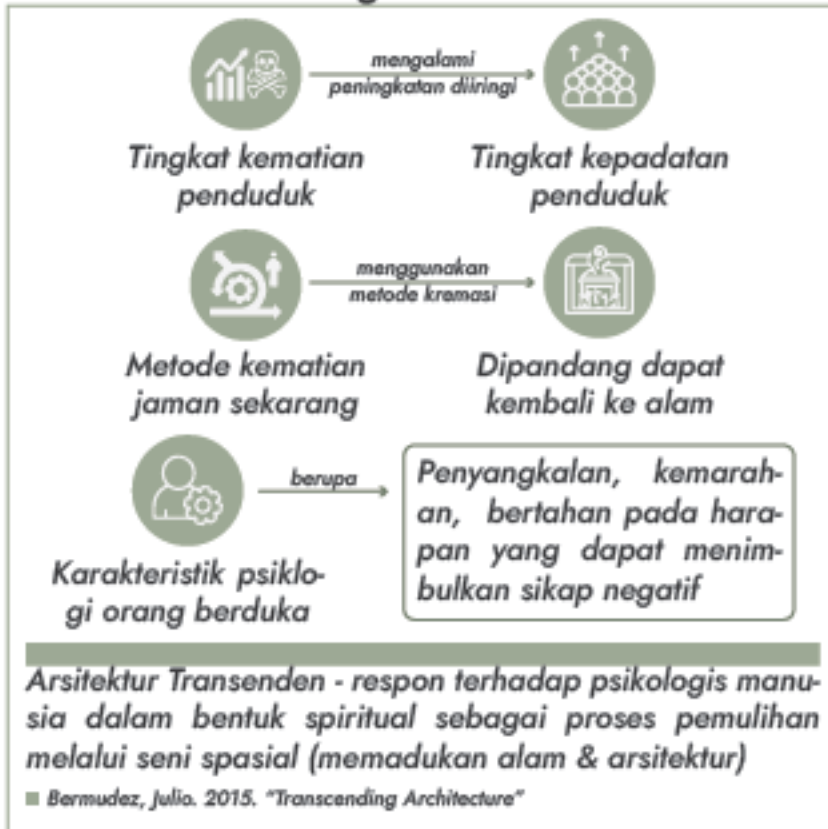 mengalami
peningkatan diiringi
Tingkat kematian
penduduk
Tingkat kepadatan
penduduk
menggunakan
metode kremasi
Metode kematian
jaman sekarang
Dipandang dapat
kembali ke alam
berupa
Penyangkalan, kemarah-
an, bertahan pada hara-
pan yang dapat menim-
bulkan sikap negatif
Karakteristik psiklo-
gi orang berduka
Arsitektur Transenden - respon terhadap psikologis manu-
sia dalam bentuk spiritual sebagai proses pemulihan
melalui seni spasial (memadukan alam & arsitektur)
Bermudez, Julio. 2015. "Transcending Architecture"